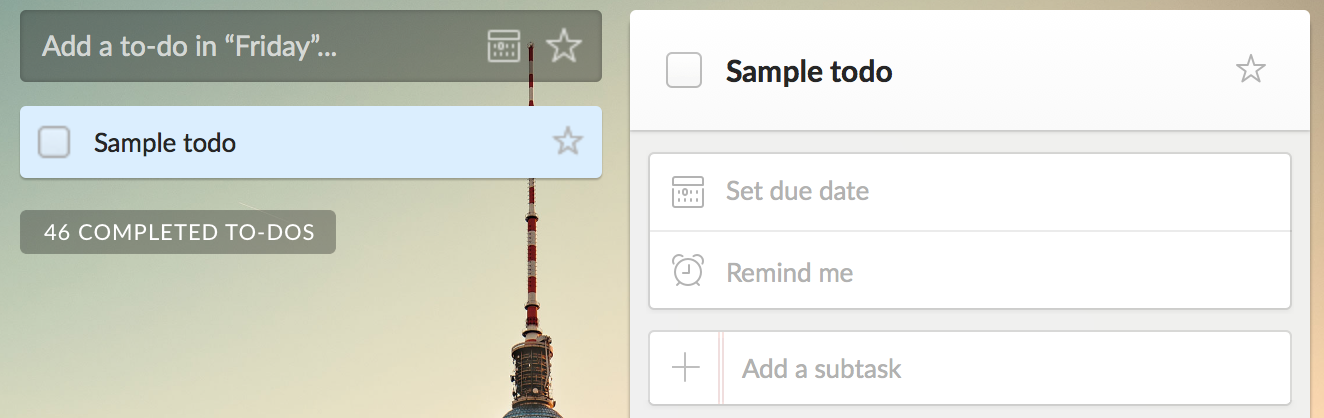 Add a to-do in “Friday”...
Sample todo
46 COMPLETED TO-DOS
Sample todo
Set due date
Remind me
Add a subtask